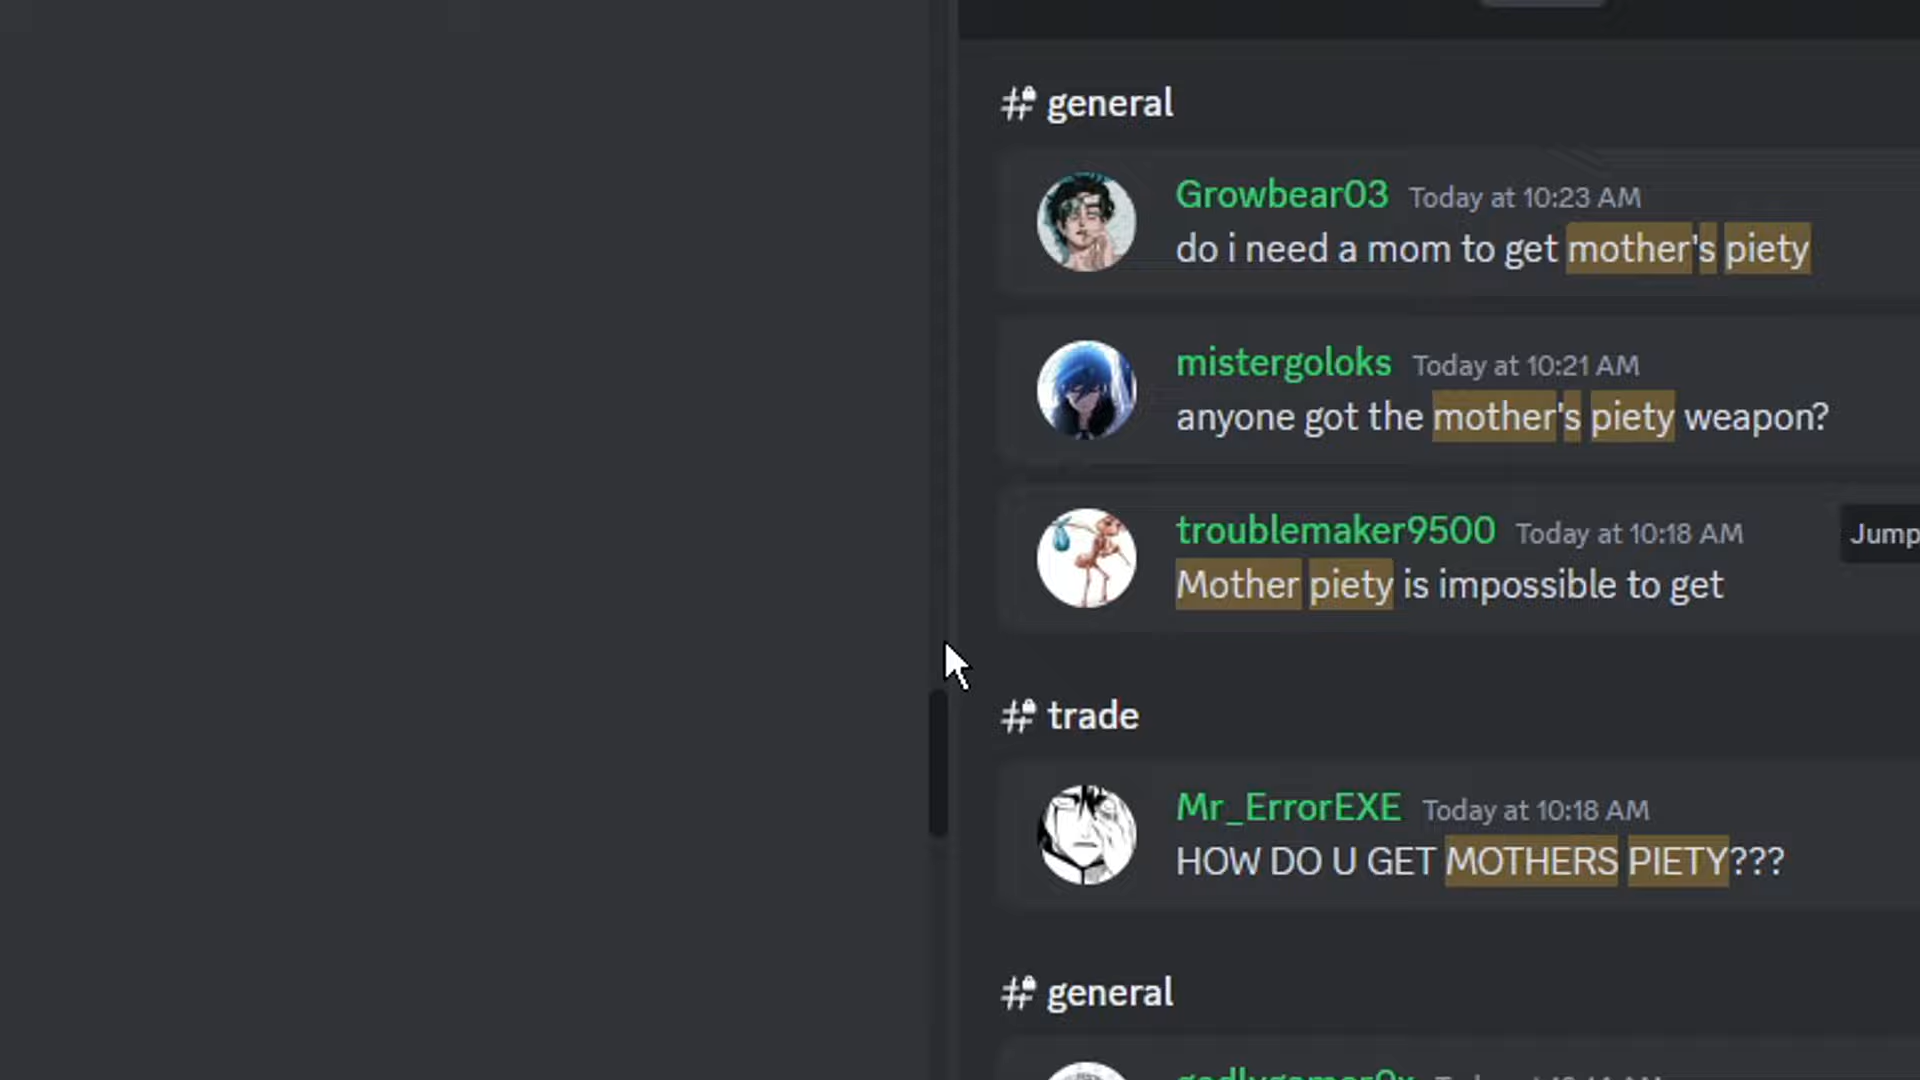 general
Growbear03 Today at 10:23 AM
do i need a mom to get mother's piety
mistergoloks Today at 10:21 AM
anyone got the mother's piety weapon?
troublemaker9500 Today at 10:18 AM
Jump
Mother piety is impossible to get
trade
Mr_ErrorEXE Today at 10:18 AM
HOW DO U GET MOTHERS PIETY???
general